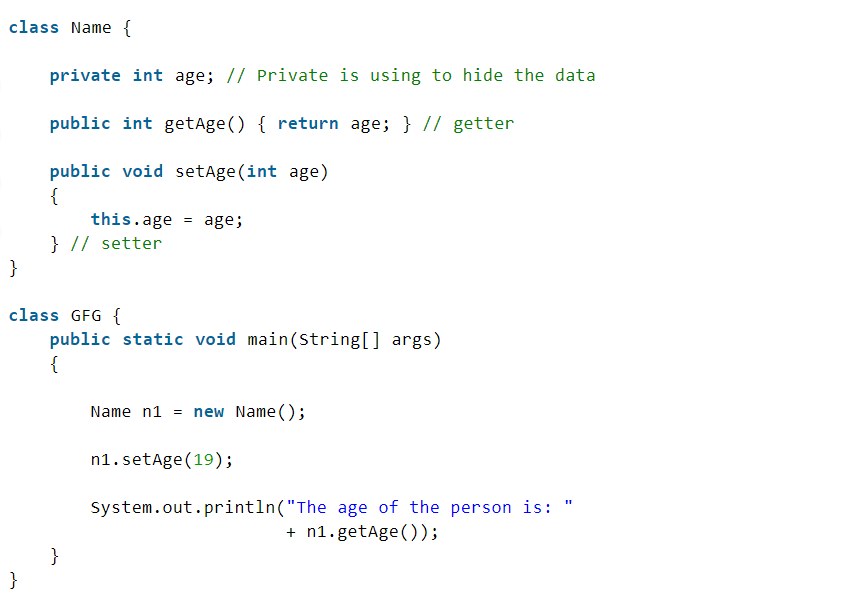 class Name {
    private int age; // Private is using to hide the data
    public int getAge() { return age; } // getter
    public void setAge(int age)
    {
        this.age = age;
    } // setter
}
class GFG {
    public static void main(String[] args)
    {
        Name n1 = new Name();
        n1.setAge(19);
        System.out.println("The age of the person is: "
                           + n1.getAge());
    }
}